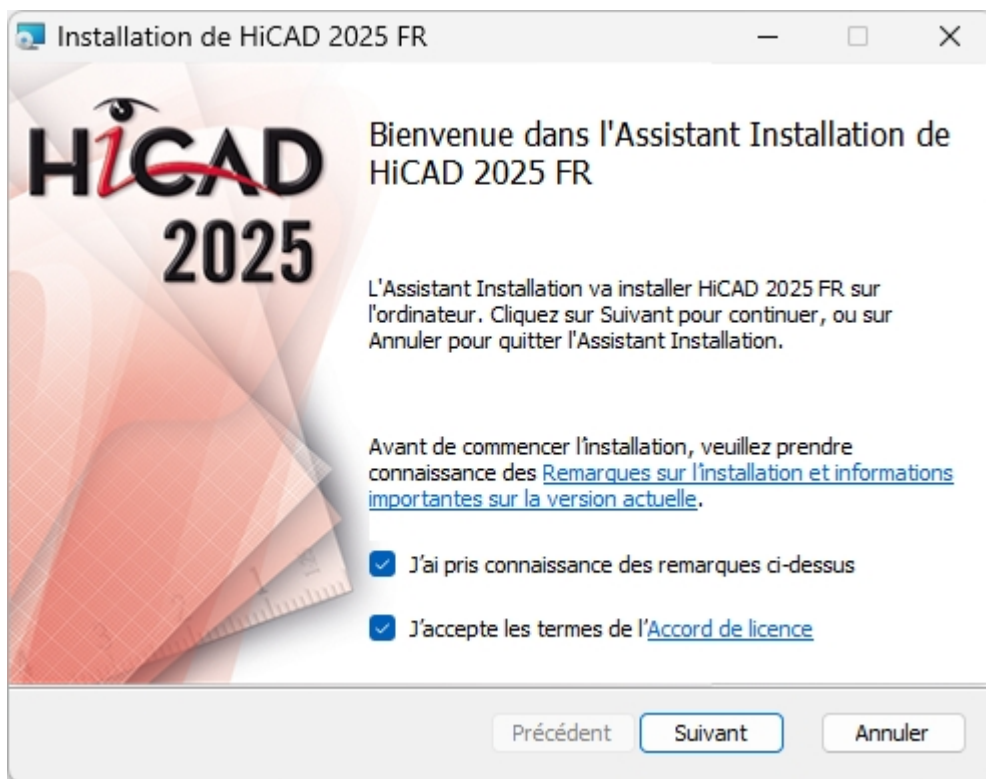 Installation de HiCAD 2025 FR
HiCAD
2025
Bienvenue dans l'Assistant Installation de
HiCAD 2025 FR
L'Assistant Installation va installer HiCAD 2025 FR sur
l'ordinateur. Cliquez sur Suivant pour continuer, ou sur
Annuler pour quitter l'Assistant Installation.
Avant de commencer l’installation, veuillez prendre
connaissance des Remarques sur l’installation et informations
importantes sur la version actuelle.
J’ai pris connaissance des remarques ci-dessus
J’accepte les termes de l’Accord de licence
Précédent
Suivant
Annuler